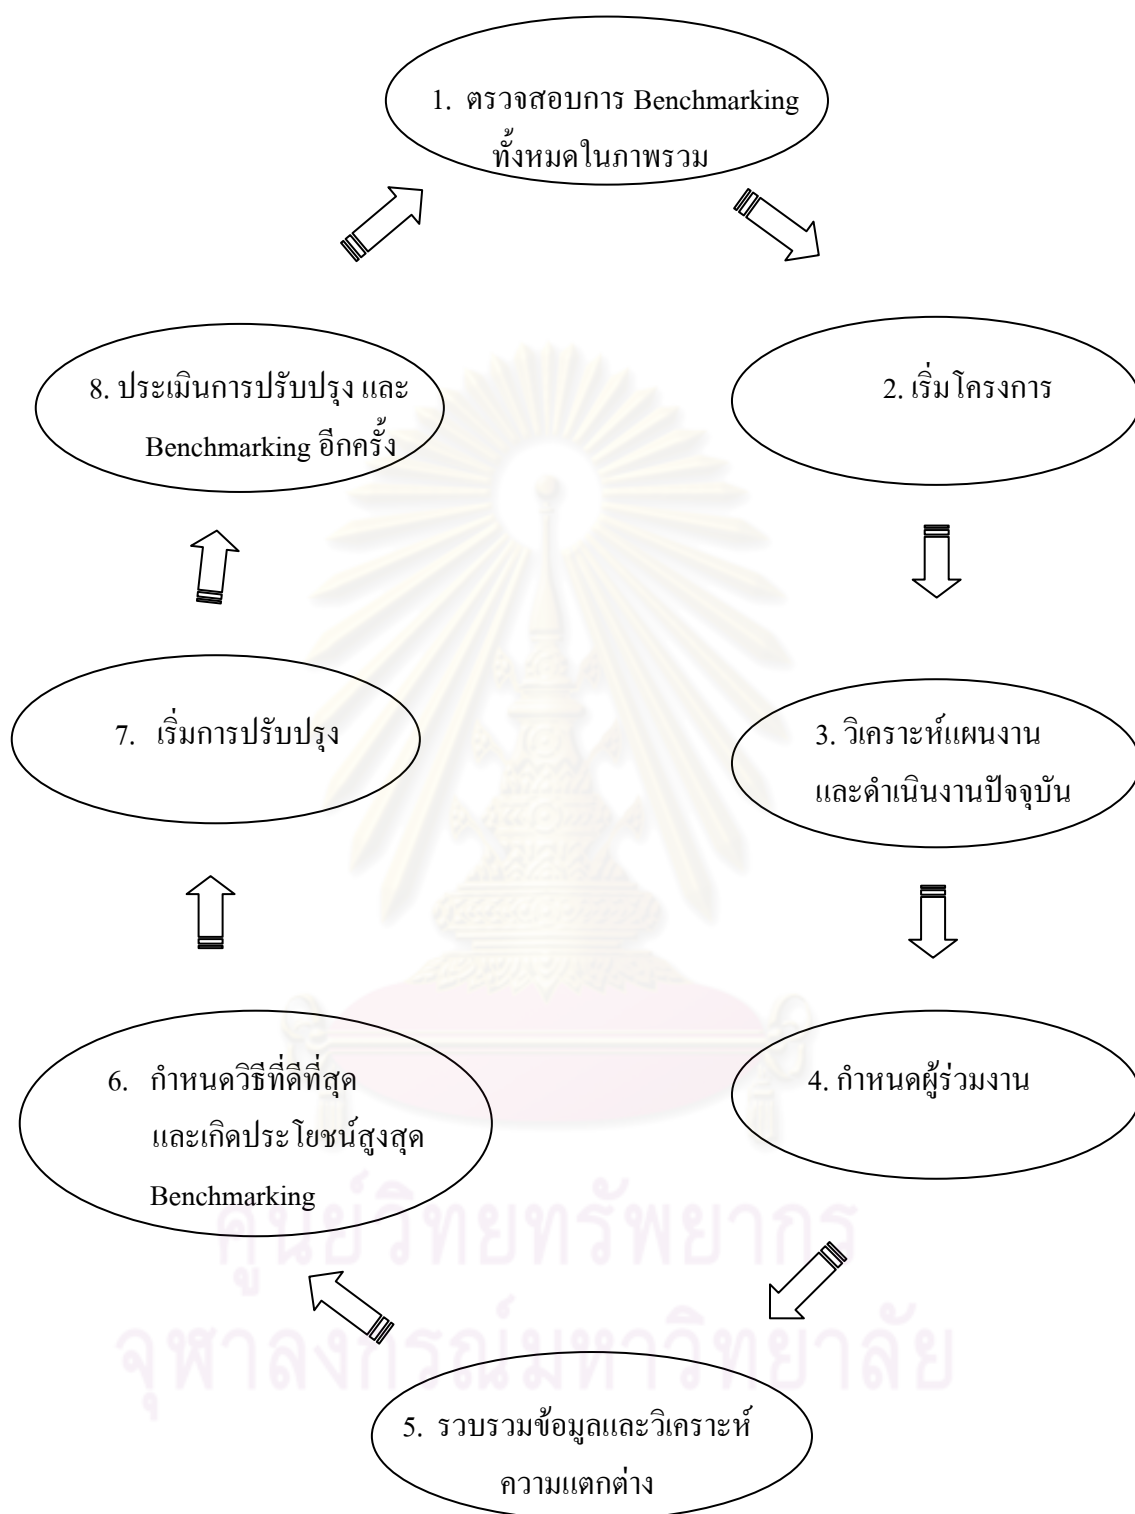 1. ตรวจสอบการ Benchmarking
ทั้งหมดในภาพรวม
2. เริ่มโครงการ
3. วิเคราะห์แผนงาน
และดำเนินงานปัจจุบัน
4. กำหนดผู้ร่วมงาน
5. รวบรวมข้อมูลและวิเคราะห์
ความแตกต่าง
6. กำหนดวิธีที่ดีที่สุด
และเกิดประโยชน์สูงสุด
Benchmarking
7. เริ่มการปรับปรุง
8. ประเมินการปรับปรุง และ
Benchmarking อีกครั้ง
ศูนย์วิทยทรัพยากร
จุฬาลงกรณ์มหาวิทยาลัย